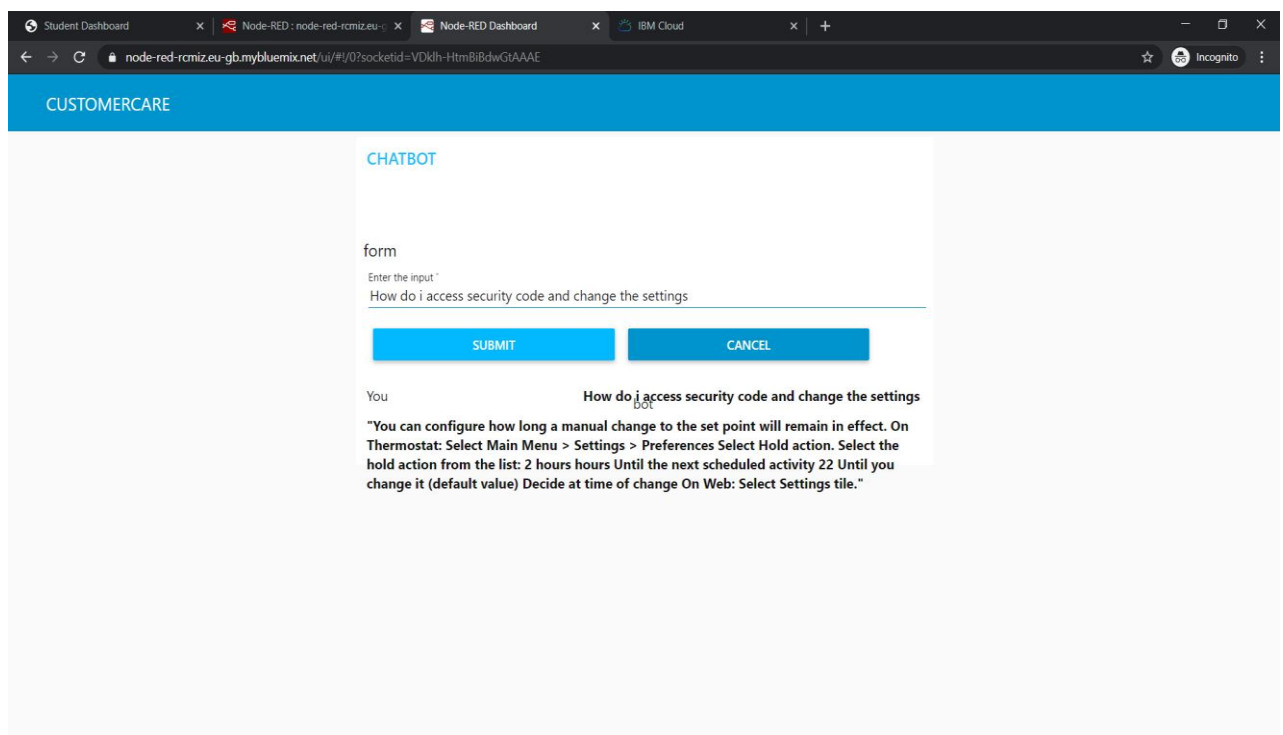 Student Dashboard
Node-RED : node-red-rcmiz.eu-g
Node-RED Dashboard
IBM Cloud
node-red-rcmiz.eu-gb.mybluemix.net/ui/#!/0?socketid=VDklh-HtmBiBdwGtAAAE
Incognito
CUSTOMERCARE
CHATBOT
form
Enter the input *
How do i access security code and change the settings
SUBMIT
CANCEL
You
How do i access security code and change the settings
bot
"You can configure how long a manual change to the set point will remain in effect. On
Thermostat: Select Main Menu > Settings > Preferences Select Hold action. Select the
hold action from the list: 2 hours hours Until the next scheduled activity 22 Until you
change it (default value) Decide at time of change On Web: Select Settings tile."